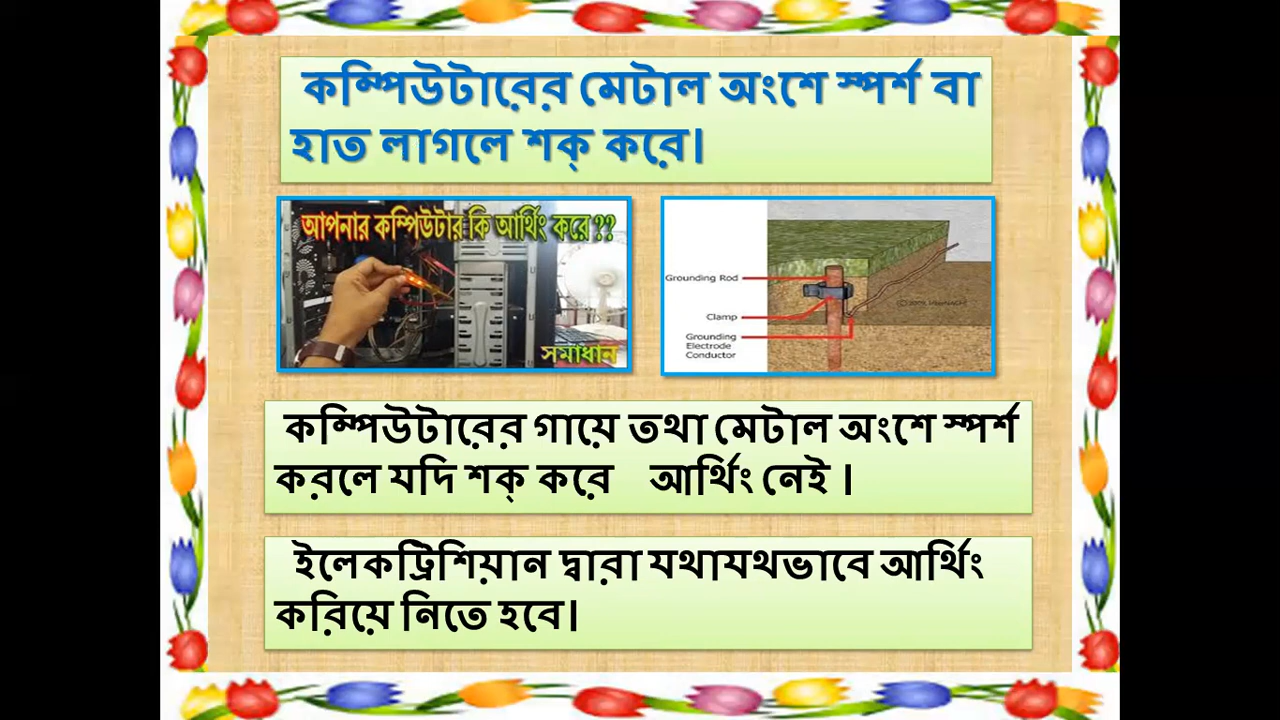 কম্পিউটারের মেটাল অংশে স্পর্শ বা
হাত লাগলে শক্ করে।
আপনার কম্পিউটার কি আর্থিং করে ??
সমাধান
Grounding Rod
Clamp
Grounding
Electrode
Conductor
কম্পিউটারের গায়ে তথা মেটাল অংশে স্পর্শ
করলে যদি শক্ করে আর্থিং নেই ।
ইলেকট্রিশিয়ান দ্বারা যথাযথভাবে আর্থিং
করিয়ে নিতে হবে।